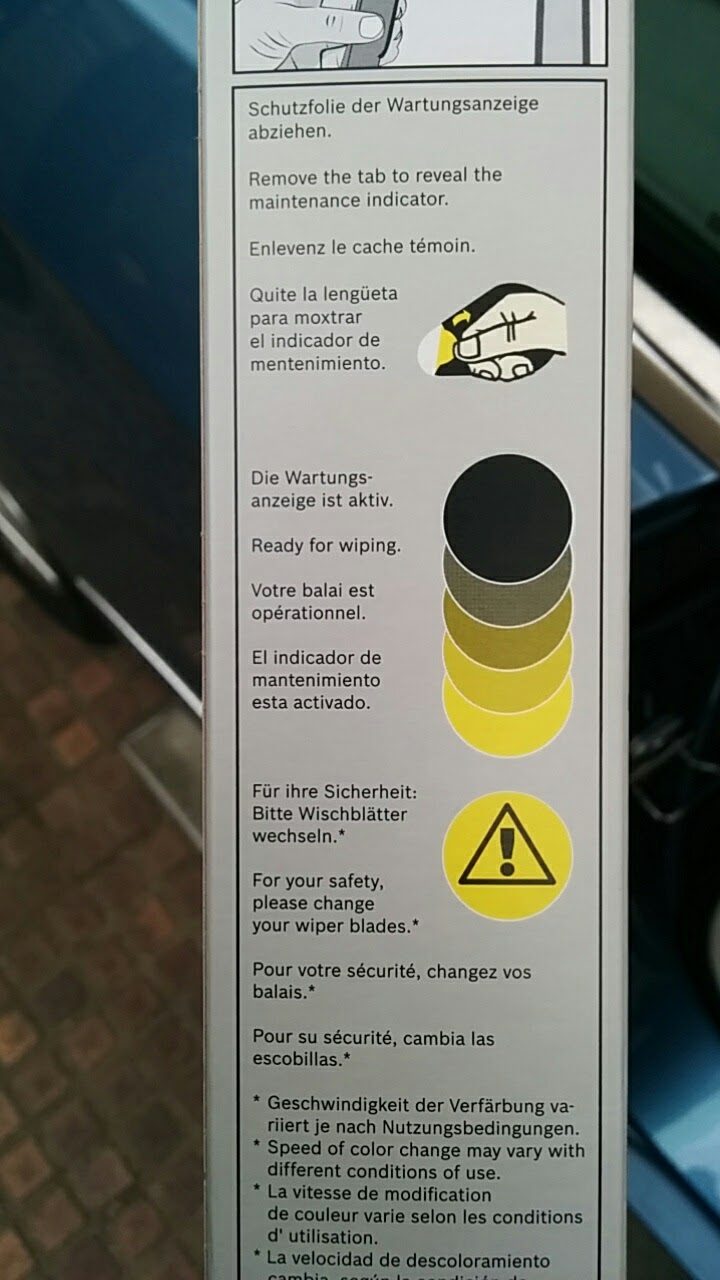 Schutzfolie der Wartungsanzeige
abziehen.
Remove the tab to reveal the
maintenance indicator.
Enlevenz le cache témoin.
Quite la lengüeta
para moxtrar
el indicador de
mentenimiento.
Die Wartungs-
anzeige ist aktiv.
Ready for wiping.
Votre balai est
opérationnel.
El indicador de
mantenimiento
esta activado.
Für ihre Sicherheit:
Bitte Wischblätter
wechseln.*
For your safety,
please change
your wiper blades.*
Pour votre sécurité, changez vos
balais.*
Pour su sécurité, cambia las
escobillas.*
* Geschwindigkeit der Verfärbung va-
riiert je nach Nutzungsbedingungen.
* Speed of color change may vary with
different conditions of use.
* La vitesse de modification
de couleur varie selon les conditions
d' utilisation.
* La velocidad de descoloramiento
cambia, según la condición de